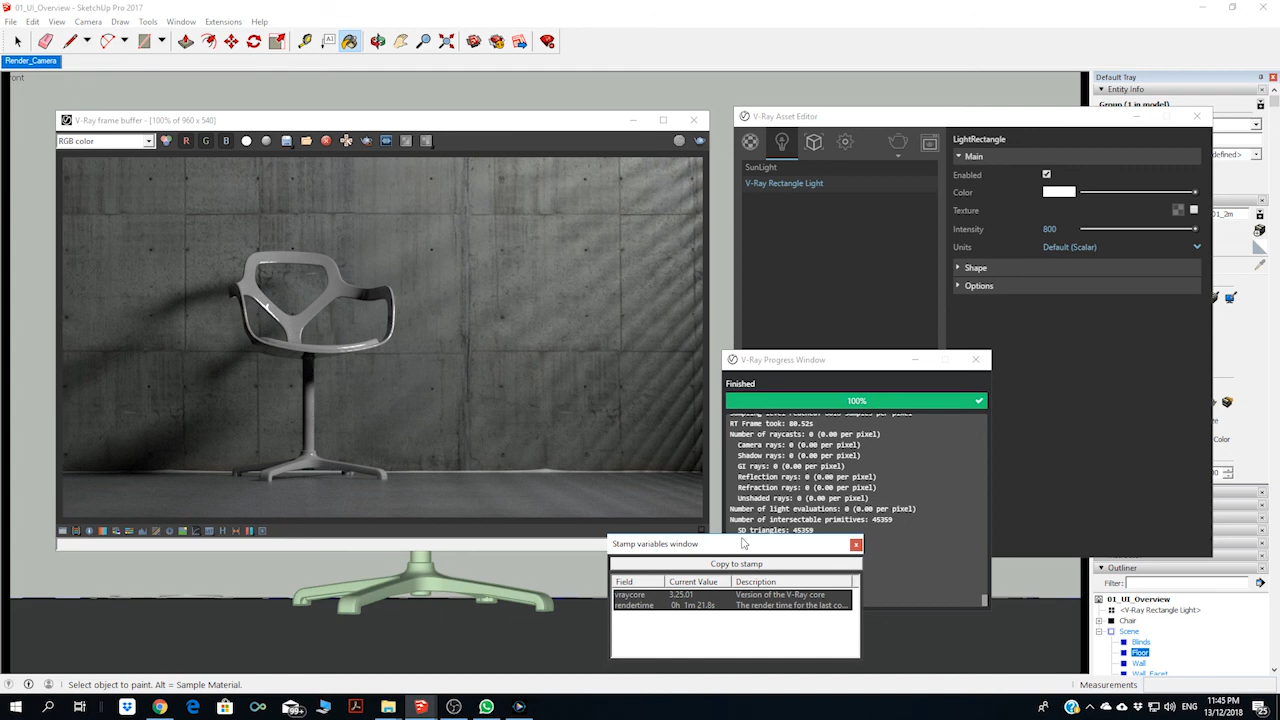 01_UI_Overview - SketchUp Pro 2017
File Edit View Camera Draw Tools Window Extensions Help
Render_Camera
ont
V-Ray frame buffer - [100% of 960 x 540]
RGB color
R G B
V-Ray Asset Editor
SunLight
V-Ray Rectangle Light
LightRectangle
Main
Enabled
Color
Texture
Intensity 800
Units Default (Scalar)
Shape
Options
V-Ray Progress Window
Finished
100%
RT Frame took: 80.52s
Number of raycasts: 0 (0.00 per pixel)
Camera rays: 0 (0.00 per pixel)
Shadow rays: 0 (0.00 per pixel)
GI rays: 0 (0.00 per pixel)
Reflection rays: 0 (0.00 per pixel)
Refraction rays: 0 (0.00 per pixel)
Unshaded rays: 0 (0.00 per pixel)
Number of light evaluations: 0 (0.00 per pixel)
Number of intersectable primitives: 45359
SD triangles: 45359
Stamp variables window
Copy to stamp
Field Current Value Description
vraycore 3.25.01 Version of the V-Ray core
rendertime 0h 1m 21.8s The render time for the last co...
Default Tray
Entity Info
Group (1 in model)
defined>
01_2m
Color
Outliner
Filter:
01_UI_Overview
<V-Ray Rectangle Light>
Chair
Scene
Blinds
Floor
Wall
Wall_Facet
Select object to paint. Alt = Sample Material.
Measurements
11:45 PM
13/12/2018
25